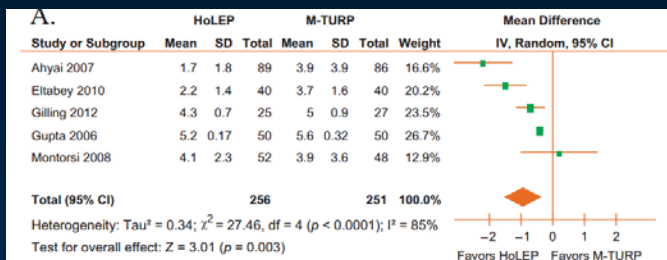 A.
HoLEP M-TURP Mean Difference
Study or Subgroup Mean SD Total Mean SD Total Weight IV, Random, 95% CI
Ahyai 2007 1.7 1.8 89 3.9 3.9 86 16.6%
Eltabey 2010 2.2 1.4 40 3.7 1.6 40 20.2%
Gilling 2012 4.3 0.7 25 5 0.9 27 23.5%
Gupta 2006 5.2 0.17 50 5.6 0.32 50 26.7%
Montorsi 2008 4.1 2.3 52 3.9 3.6 48 12.9%
Total (95% CI) 256 251 100.0%
Heterogeneity: Tau² = 0.34; χ² = 27.46, df = 4 (p < 0.0001); I² = 85%
Test for overall effect: Z = 3.01 (p = 0.003)
−2 −1 0 1 2
Favors HoLEP Favors M-TURP